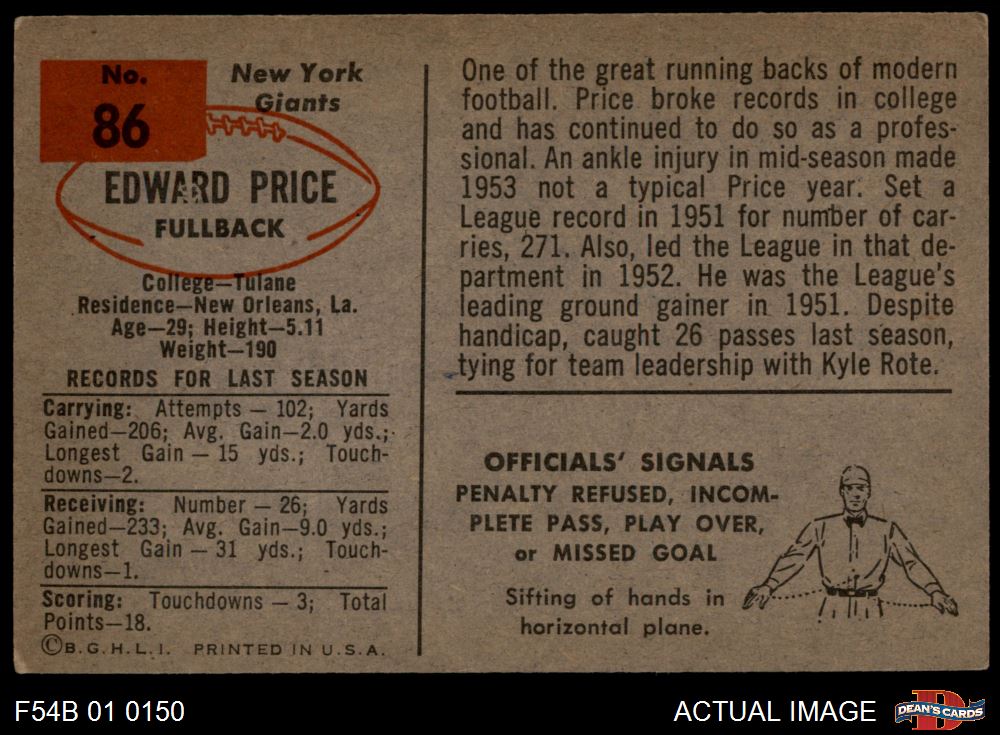 No.
86
New York
Giants
EDWARD PRICE
FULLBACK
College—Tulane
Residence—New Orleans, La.
Age—29; Height—5.11
Weight—190
RECORDS FOR LAST SEASON
Carrying: Attempts — 102; Yards
Gained—206; Avg. Gain—2.0 yds.;
Longest Gain — 15 yds.; Touch-
downs—2.
Receiving: Number — 26; Yards
Gained—233; Avg. Gain—9.0 yds.;
Longest Gain — 31 yds.; Touch-
downs—1.
Scoring: Touchdowns — 3; Total
Points—18.
©B.G.H.L.I. PRINTED IN U.S.A.
One of the great running backs of modern
football. Price broke records in college
and has continued to do so as a profes-
sional. An ankle injury in mid-season made
1953 not a typical Price year. Set a
League record in 1951 for number of car-
ries, 271. Also, led the League in that de-
partment in 1952. He was the League's
leading ground gainer in 1951. Despite
handicap, caught 26 passes last season,
tying for team leadership with Kyle Rote.
OFFICIALS' SIGNALS
PENALTY REFUSED, INCOM-
PLETE PASS, PLAY OVER,
or MISSED GOAL
Sifting of hands in
horizontal plane.
F54B 01 0150
ACTUAL IMAGE
D
DEAN'S CARDS